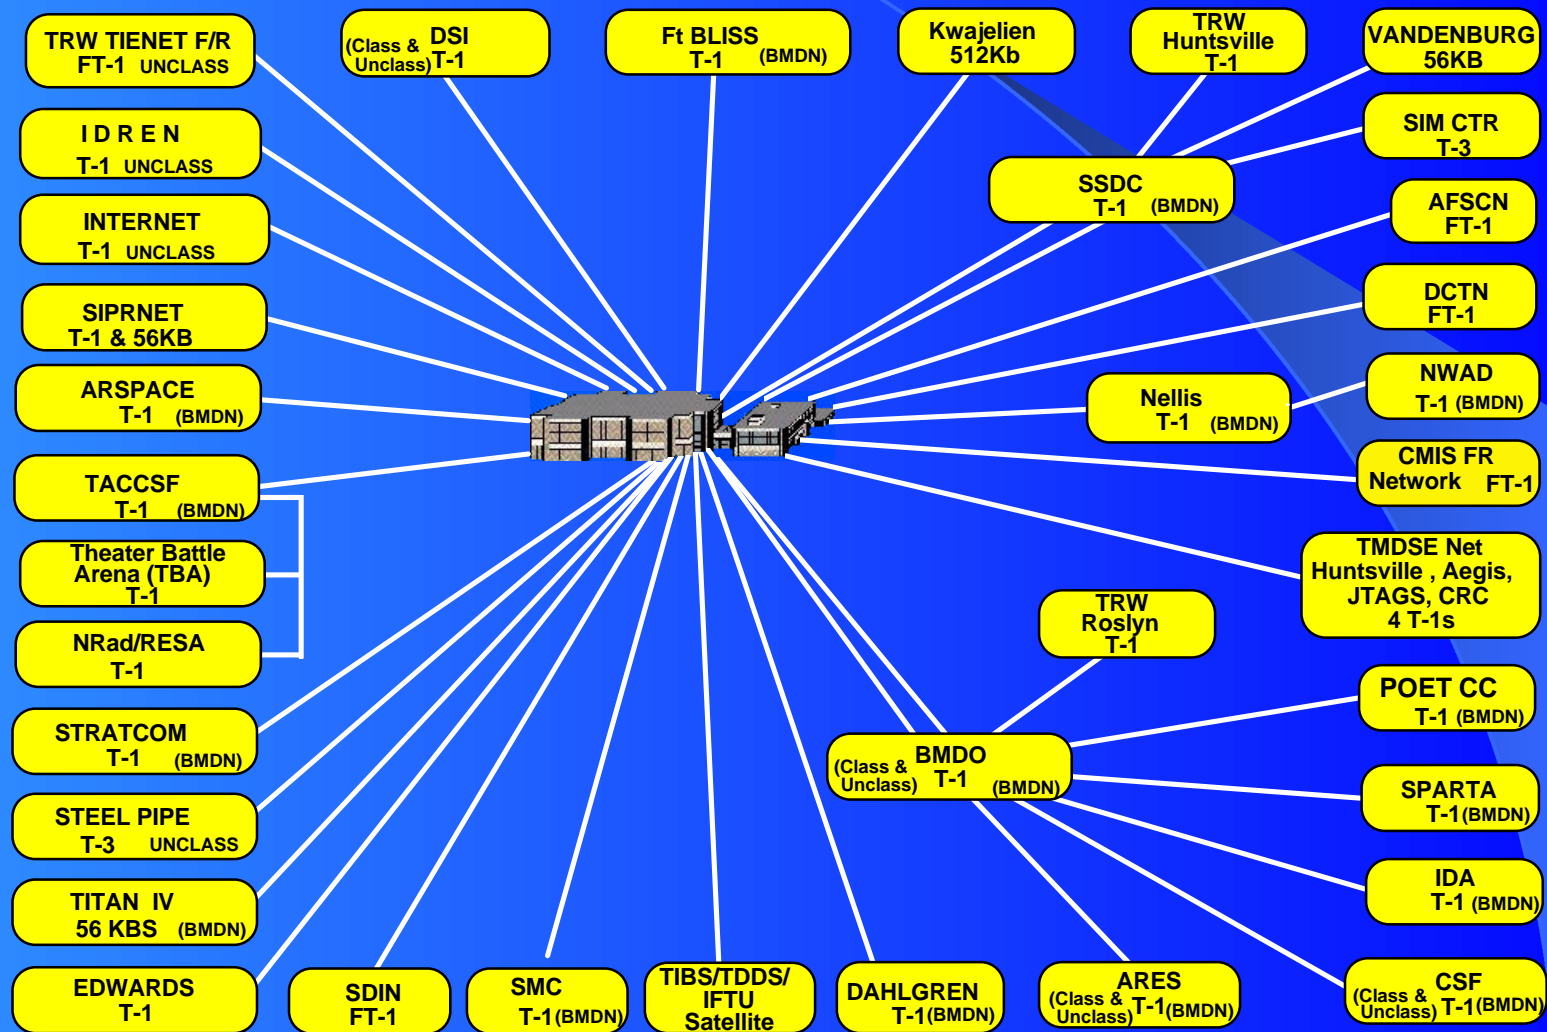 TRW TIENET F/R
FT-1 UNCLASS
DSI
(Class & Unclass) T-1
Ft BLISS
T-1 (BMDN)
Kwajelien
512Kb
TRW
Huntsville
T-1
VANDENBURG
56KB
I D R E N
T-1 UNCLASS
SIM CTR
T-3
SSDC
T-1 (BMDN)
INTERNET
T-1 UNCLASS
AFSCN
FT-1
SIPRNET
T-1 & 56KB
DCTN
FT-1
ARSPACE
T-1 (BMDN)
Nellis
T-1 (BMDN)
NWAD
T-1 (BMDN)
TACCSF
T-1 (BMDN)
CMIS FR
Network FT-1
Theater Battle
Arena (TBA)
T-1
TMDSE Net
Huntsville , Aegis,
JTAGS, CRC
4 T-1s
NRad/RESA
T-1
TRW
Roslyn
T-1
STRATCOM
T-1 (BMDN)
POET CC
T-1 (BMDN)
BMDO
(Class & Unclass) T-1 (BMDN)
STEEL PIPE
T-3 UNCLASS
SPARTA
T-1 (BMDN)
TITAN IV
56 KBS (BMDN)
IDA
T-1 (BMDN)
EDWARDS
T-1
SDIN
FT-1
SMC
T-1 (BMDN)
TIBS/TDDS/
IFTU
Satellite
DAHLGREN
T-1 (BMDN)
ARES
(Class & Unclass) T-1 (BMDN)
CSF
(Class & Unclass) T-1 (BMDN)